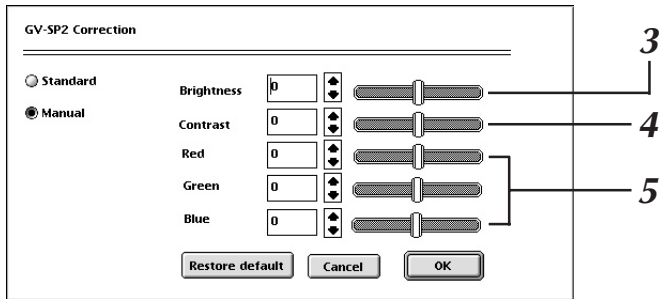 GV-SP2 Correction
Standard
Manual
Brightness 0
Contrast 0
Red 0
Green 0
Blue 0
Restore default Cancel OK
3
4
5